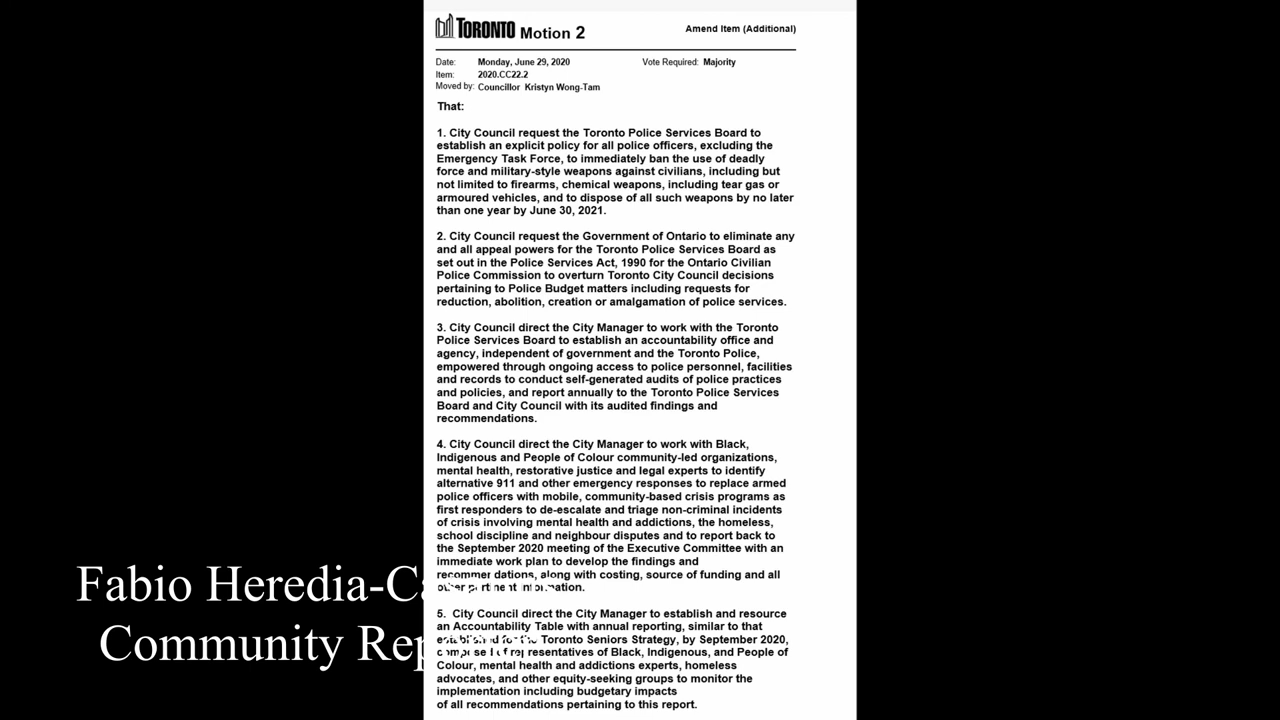 TORONTO Motion 2
Amend Item (Additional)
Date: Monday, June 29, 2020 Vote Required: Majority
Item: 2020.CC22.2
Moved by: Councillor Kristyn Wong-Tam
That:
1. City Council request the Toronto Police Services Board to
establish an explicit policy for all police officers, excluding the
Emergency Task Force, to immediately ban the use of deadly
force and military-style weapons against civilians, including but
not limited to firearms, chemical weapons, including tear gas or
armoured vehicles, and to dispose of all such weapons by no later
than one year by June 30, 2021.
2. City Council request the Government of Ontario to eliminate any
and all appeal powers for the Toronto Police Services Board as
set out in the Police Services Act, 1990 for the Ontario Civilian
Police Commission to overturn Toronto City Council decisions
pertaining to Police Budget matters including requests for
reduction, abolition, creation or amalgamation of police services.
3. City Council direct the City Manager to work with the Toronto
Police Services Board to establish an accountability office and
agency, independent of government and the Toronto Police,
empowered through ongoing access to police personnel, facilities
and records to conduct self-generated audits of police practices
and policies, and report annually to the Toronto Police Services
Board and City Council with its audited findings and
recommendations.
4. City Council direct the City Manager to work with Black,
Indigenous and People of Colour community-led organizations,
mental health, restorative justice and legal experts to identify
alternative 911 and other emergency responses to replace armed
police officers with mobile, community-based crisis programs as
first responders to de-escalate and triage non-criminal incidents
of crisis involving mental health and addictions, the homeless,
school discipline and neighbour disputes and to report back to
the September 2020 meeting of the Executive Committee with an
immediate work plan to develop the findings and
recommendations, along with costing, source of funding and all
other pertinent information.
5. City Council direct the City Manager to establish and resource
an Accountability Table with annual reporting, similar to that
established for the Toronto Seniors Strategy, by September 2020,
composed of representatives of Black, Indigenous, and People of
Colour, mental health and addictions experts, homeless
advocates, and other equity-seeking groups to monitor the
implementation including budgetary impacts
of all recommendations pertaining to this report.
Fabio
Community